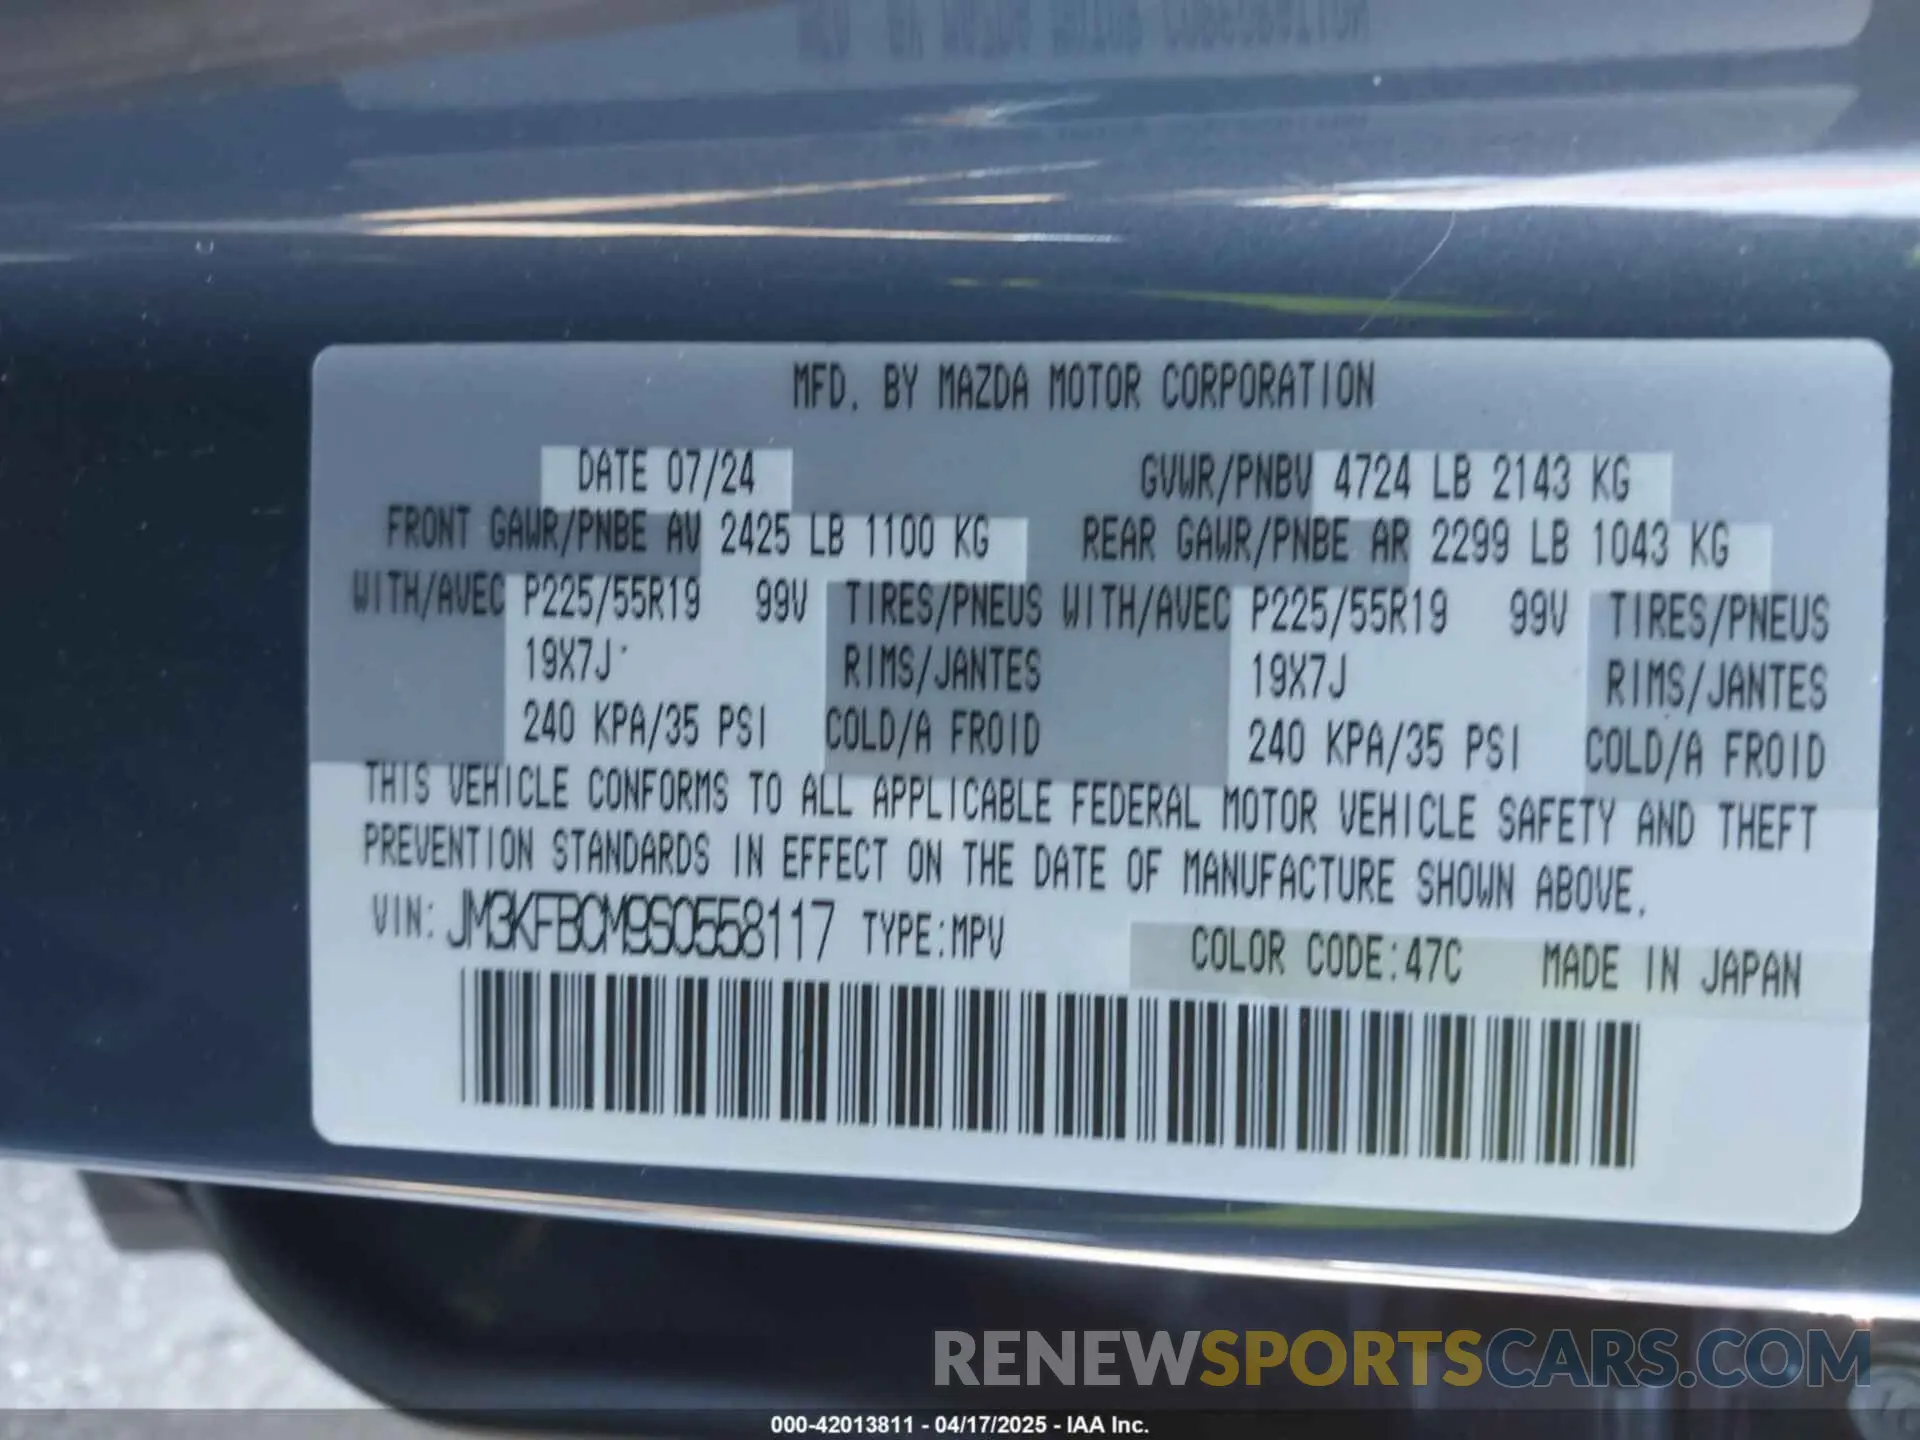 MFD. BY MAZDA MOTOR CORPORATION
DATE 07/24 GVWR/PNBV 4724 LB 2143 KG
FRONT GAWR/PNBE AV 2425 LB 1100 KG REAR GAWR/PNBE AR 2299 LB 1043 KG
WITH/AVEC P225/55R19 99V TIRES/PNEUS WITH/AVEC P225/55R19 99V TIRES/PNEUS
19X7J RIMS/JANTES 19X7J RIMS/JANTES
240 KPA/35 PSI COLD/A FROID 240 KPA/35 PSI COLD/A FROID
THIS VEHICLE CONFORMS TO ALL APPLICABLE FEDERAL MOTOR VEHICLE SAFETY AND THEFT
PREVENTION STANDARDS IN EFFECT ON THE DATE OF MANUFACTURE SHOWN ABOVE.
VIN: JM3KFBCM9S0558117 TYPE:MPV COLOR CODE:47C MADE IN JAPAN
RENEWSPORTSCARS.COM
000-42013811 - 04/17/2025 - IAA Inc.